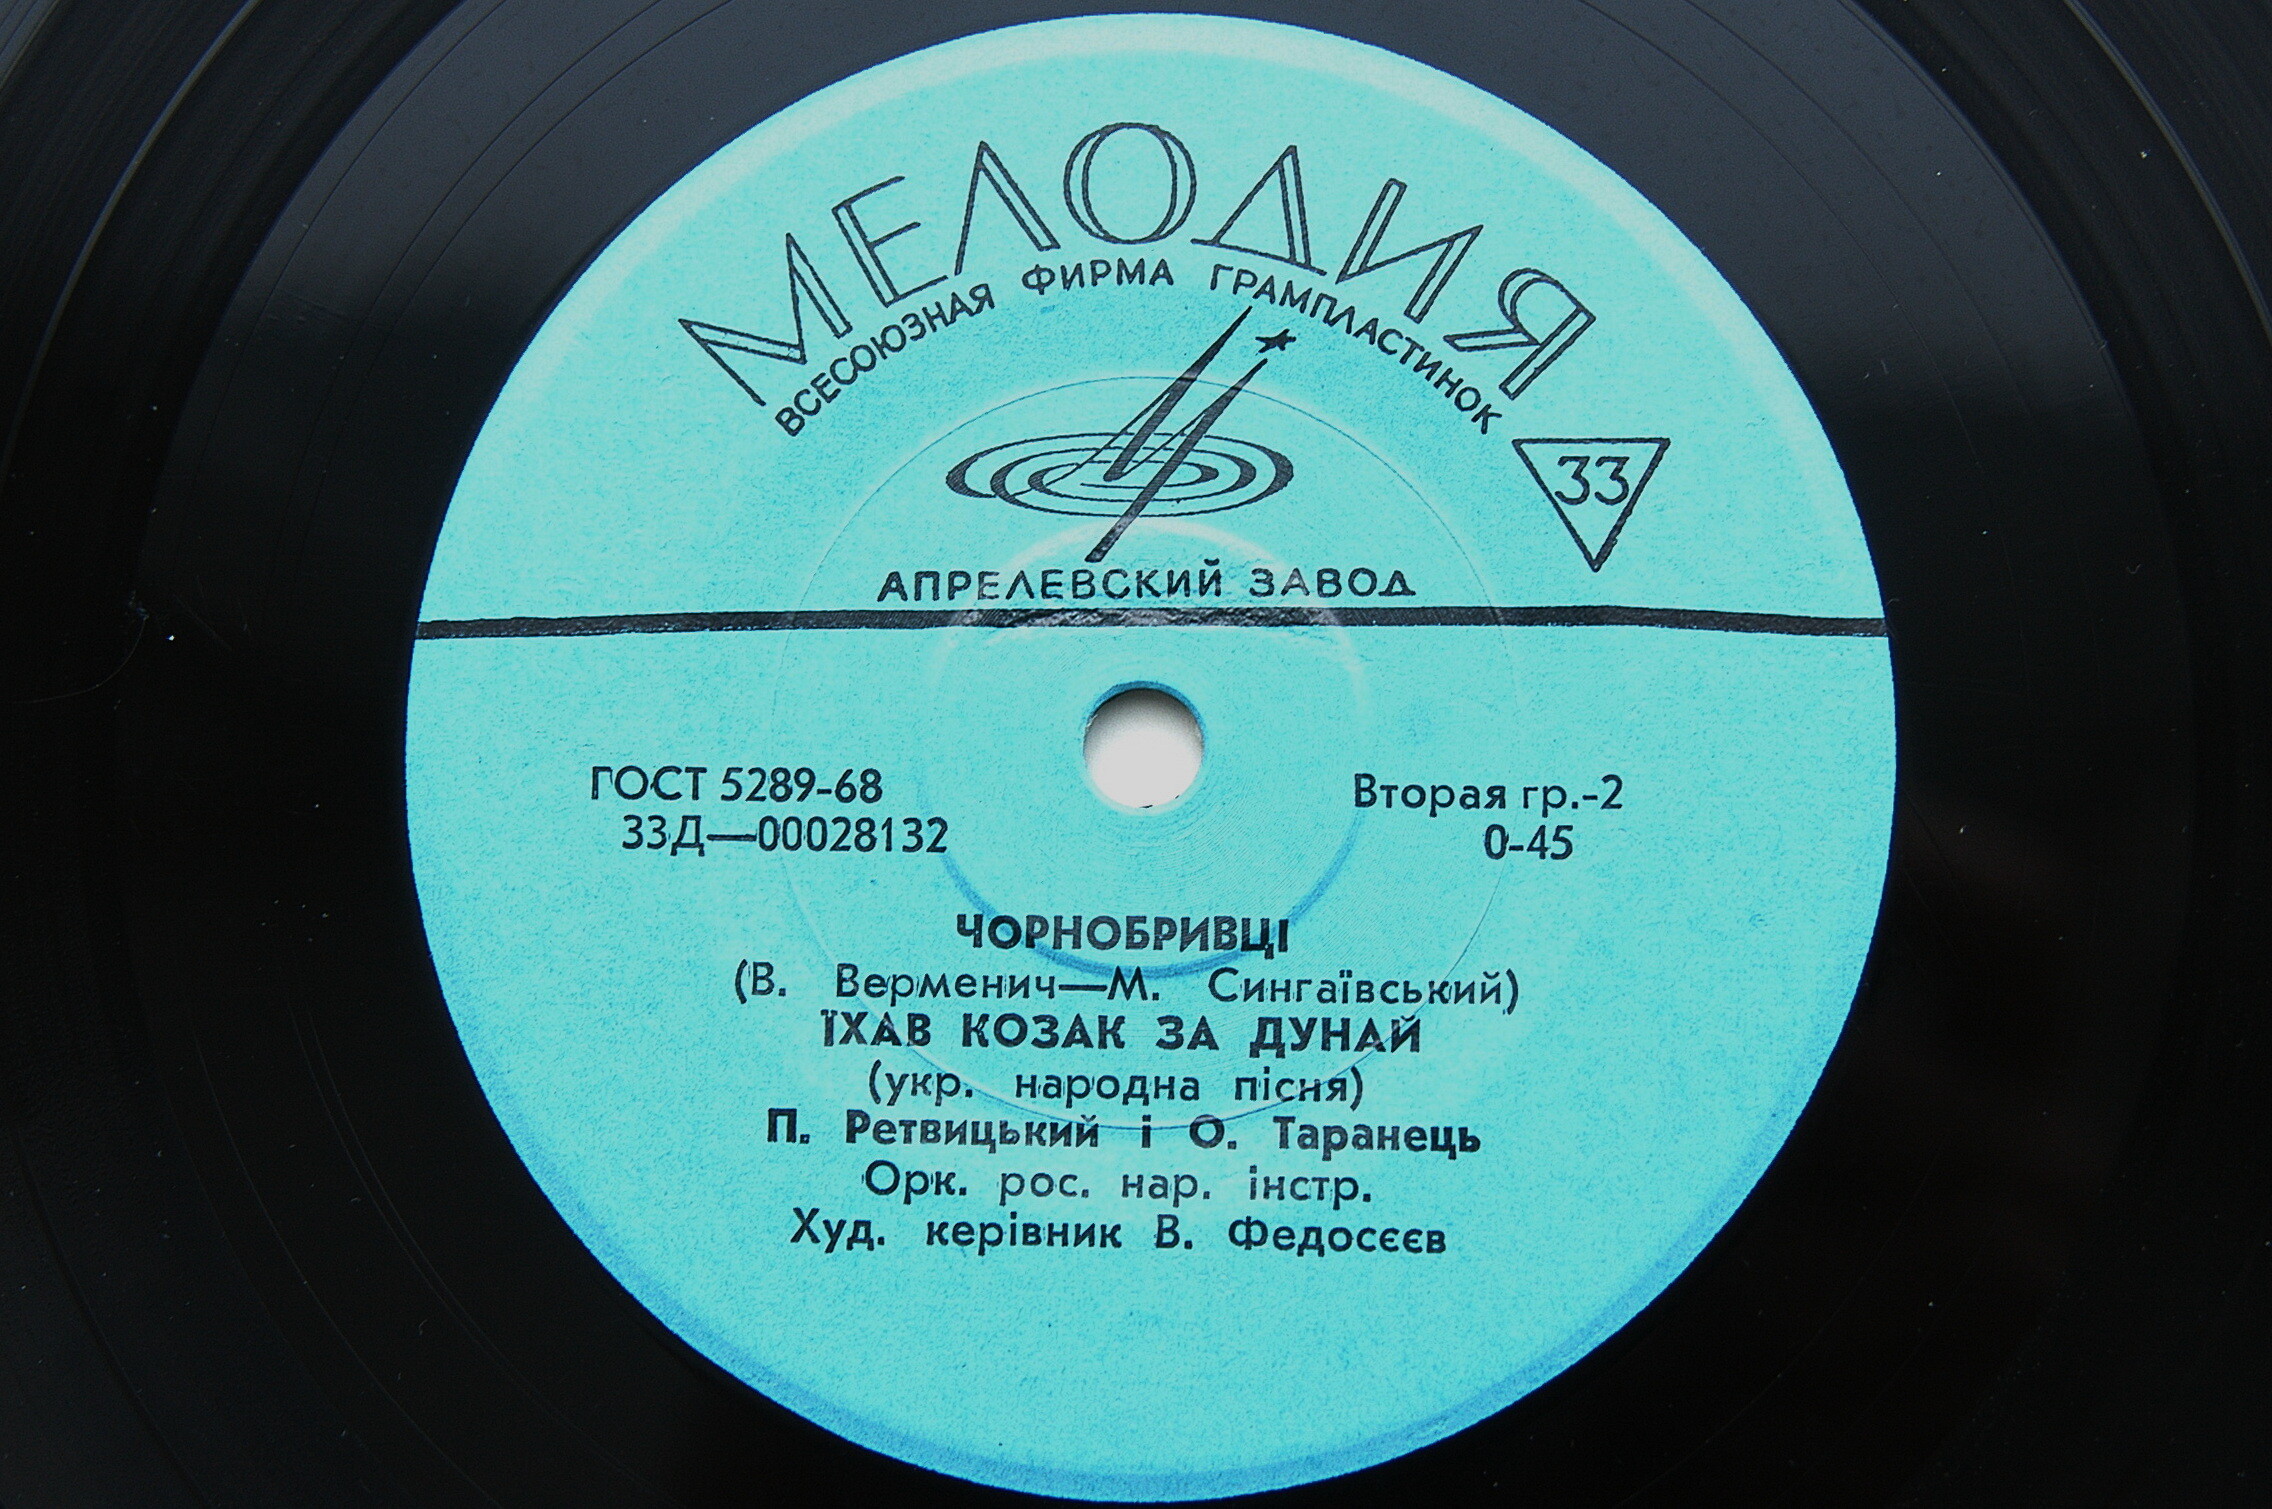 МЕЛОДИЯ
ВСЕСОЮЗНАЯ ФИРМА ГРАМПЛАСТИНОК
33
АПРЕЛЕВСКИЙ ЗАВОД
ГОСТ 5289-68
33Д—00028132
Вторая гр.-2
0-45
ЧОРНОБРИВЦІ
(В. Верменич—М. Сингаївський)
ЇХАВ КОЗАК ЗА ДУНАЙ
(укр. народна пісня)
П. Ретвицький і О. Таранець
Орк. рос. нар. інстр.
Худ. керівник В. Федосєєв